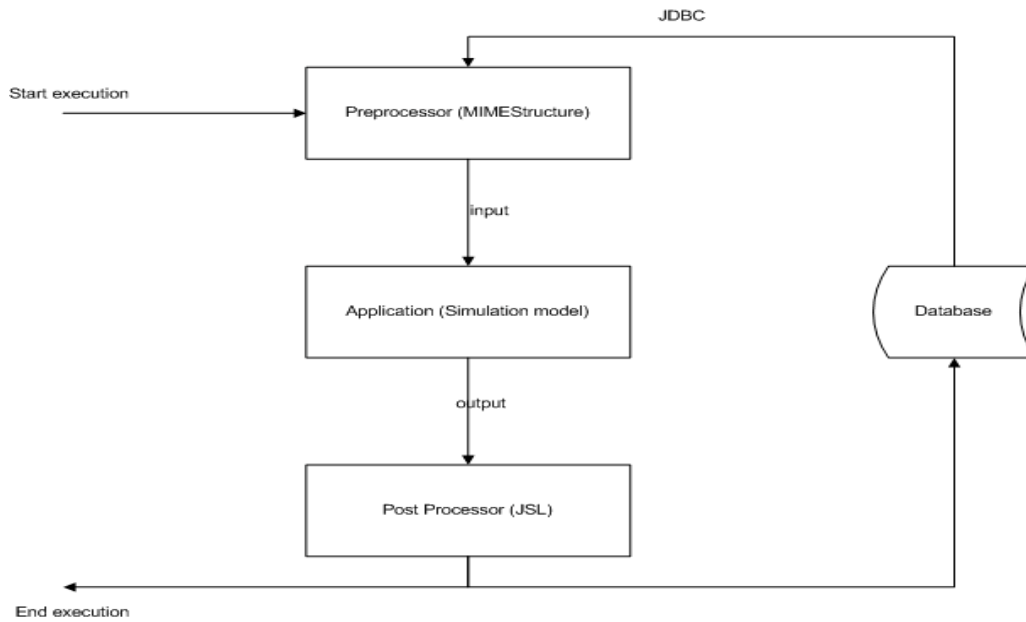 JDBC
Start execution
Preprocessor (MIMEStructure)
input
Application (Simulation model)
Database
output
Post Processor (JSL)
End execution